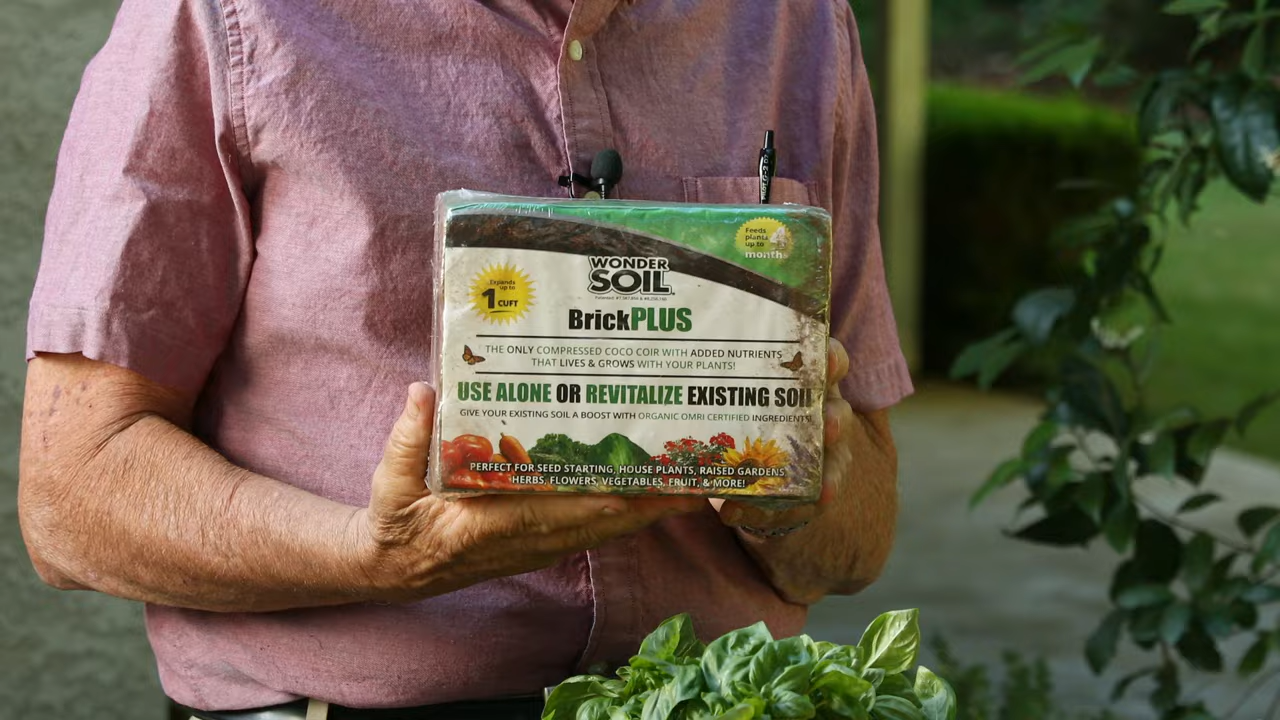 Feeds
plants
up to
months
Expands
up to
1 CUFT
WONDER
SOIL
BrickPLUS
THE ONLY COMPRESSED COCO COIR WITH ADDED NUTRIENTS
THAT LIVES & GROWS WITH YOUR PLANTS!
USE ALONE OR REVITALIZE EXISTING SOIL
GIVE YOUR EXISTING SOIL A BOOST WITH ORGANIC OMRI CERTIFIED INGREDIENTS!
PERFECT FOR SEED STARTING, HOUSE PLANTS, RAISED GARDENS
HERBS, FLOWERS, VEGETABLES, FRUIT, & MORE!